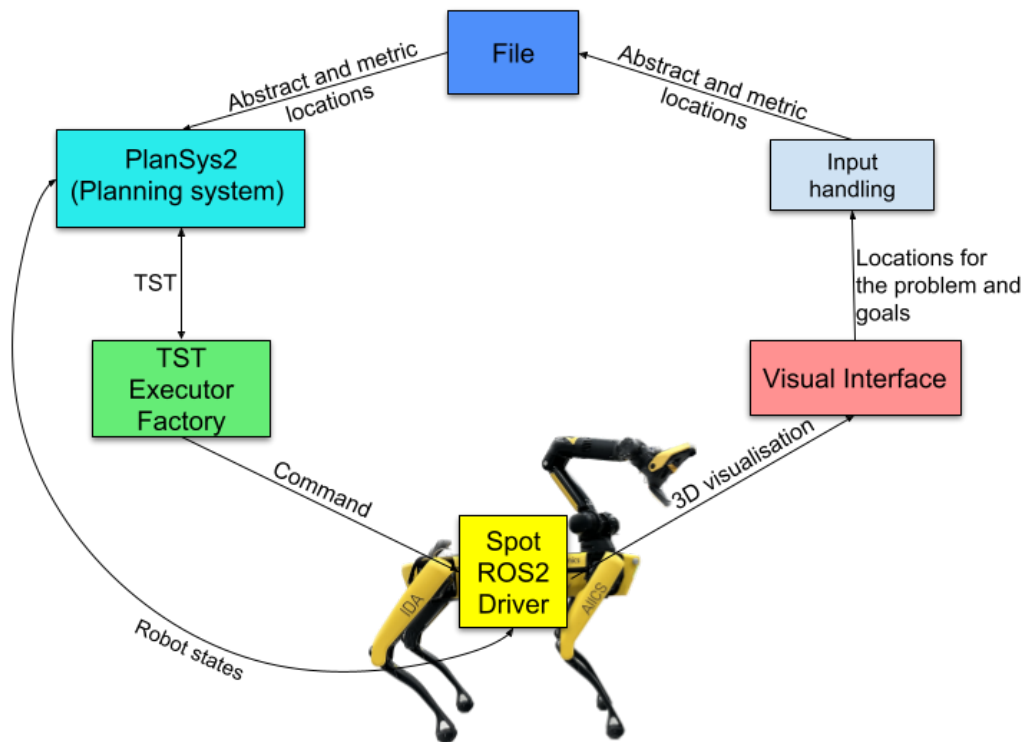 File
Abstract and metric
locations
Abstract and metric
locations
PlanSys2
(Planning system)
Input
handling
TST
Locations for
the problem and
goals
TST
Executor
Factory
Visual Interface
Command
3D visualisation
Spot
ROS2
Driver
IDA
AIICS
Robot states